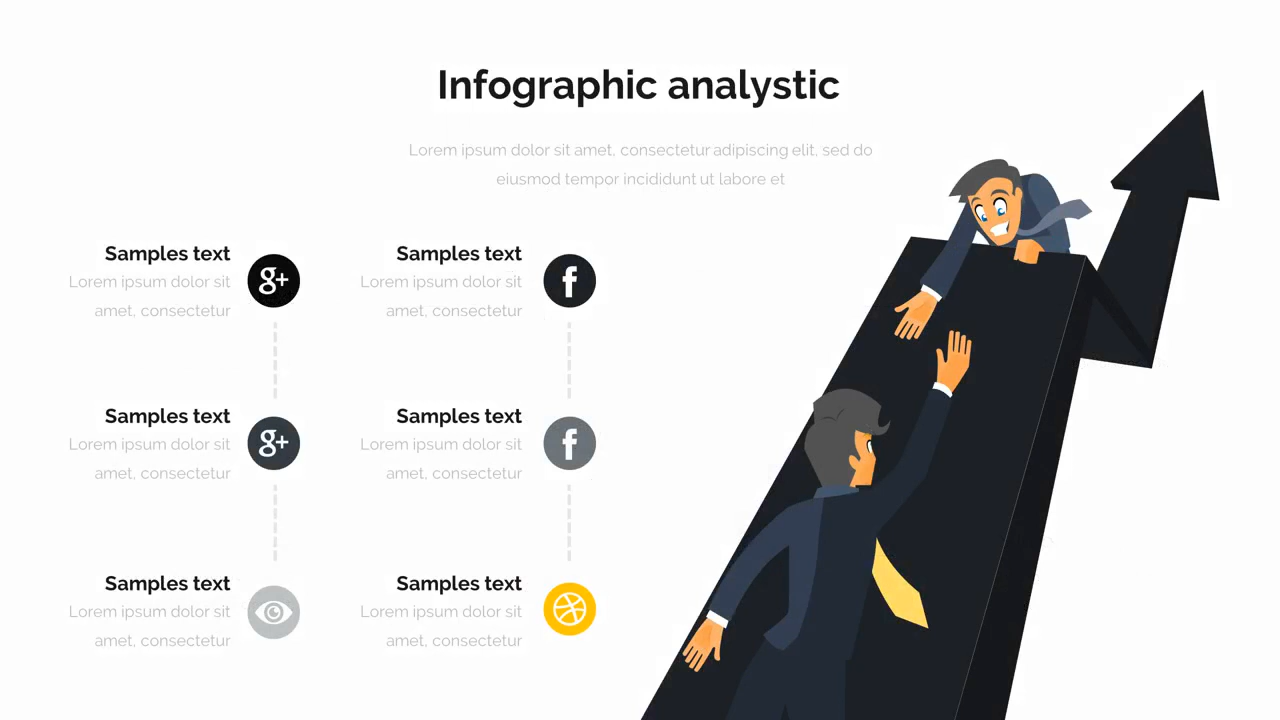 Infographic analystic
Lorem ipsum dolor sit amet, consectetur adipiscing elit, sed do
eiusmod tempor incididunt ut labore et
Samples text
Lorem ipsum dolor sit
amet, consectetur
g+
Samples text
Lorem ipsum dolor sit
amet, consectetur
f
Samples text
Lorem ipsum dolor sit
amet, consectetur
g+
Samples text
Lorem ipsum dolor sit
amet, consectetur
f
Samples text
Lorem ipsum dolor sit
amet, consectetur
Samples text
Lorem ipsum dolor sit
amet, consectetur